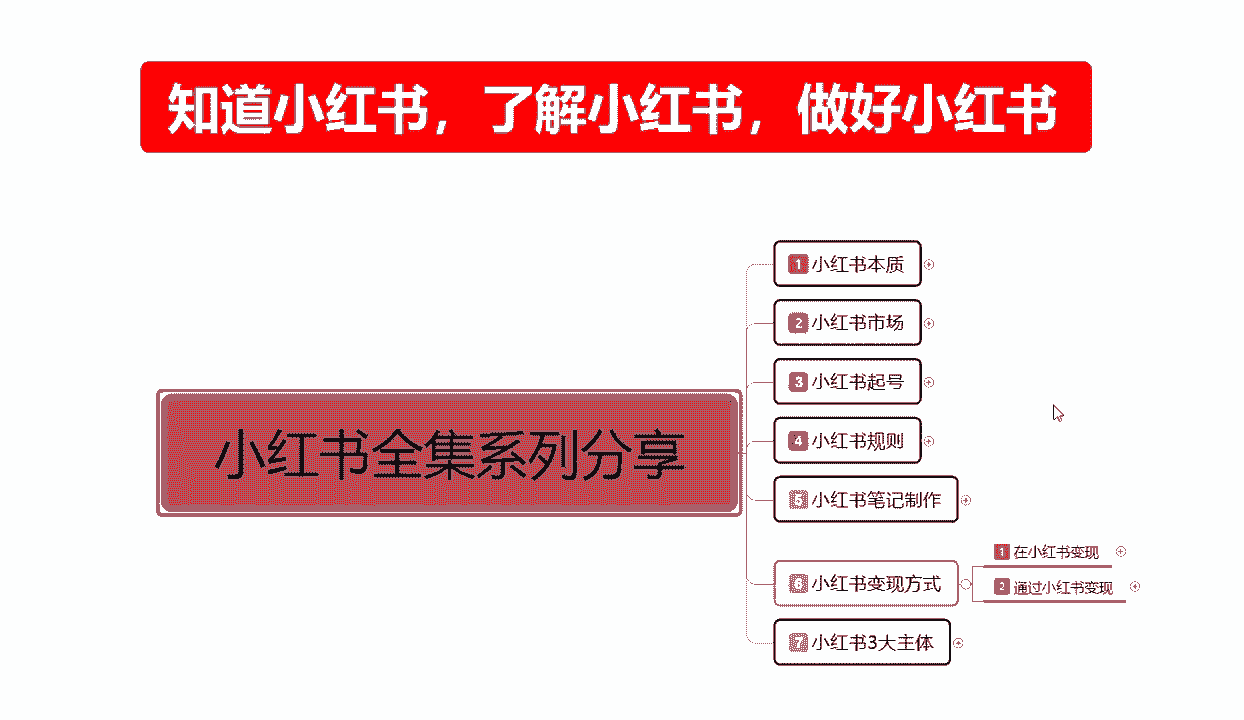 知道小红书，了解小红书，做好小红书
小红书全集系列分享
1 小红书本质
2 小红书市场
3 小红书起号
4 小红书规则
5 小红书笔记制作
6 小红书变现方式
1 在小红书变现
2 通过小红书变现
7 小红书3大主体